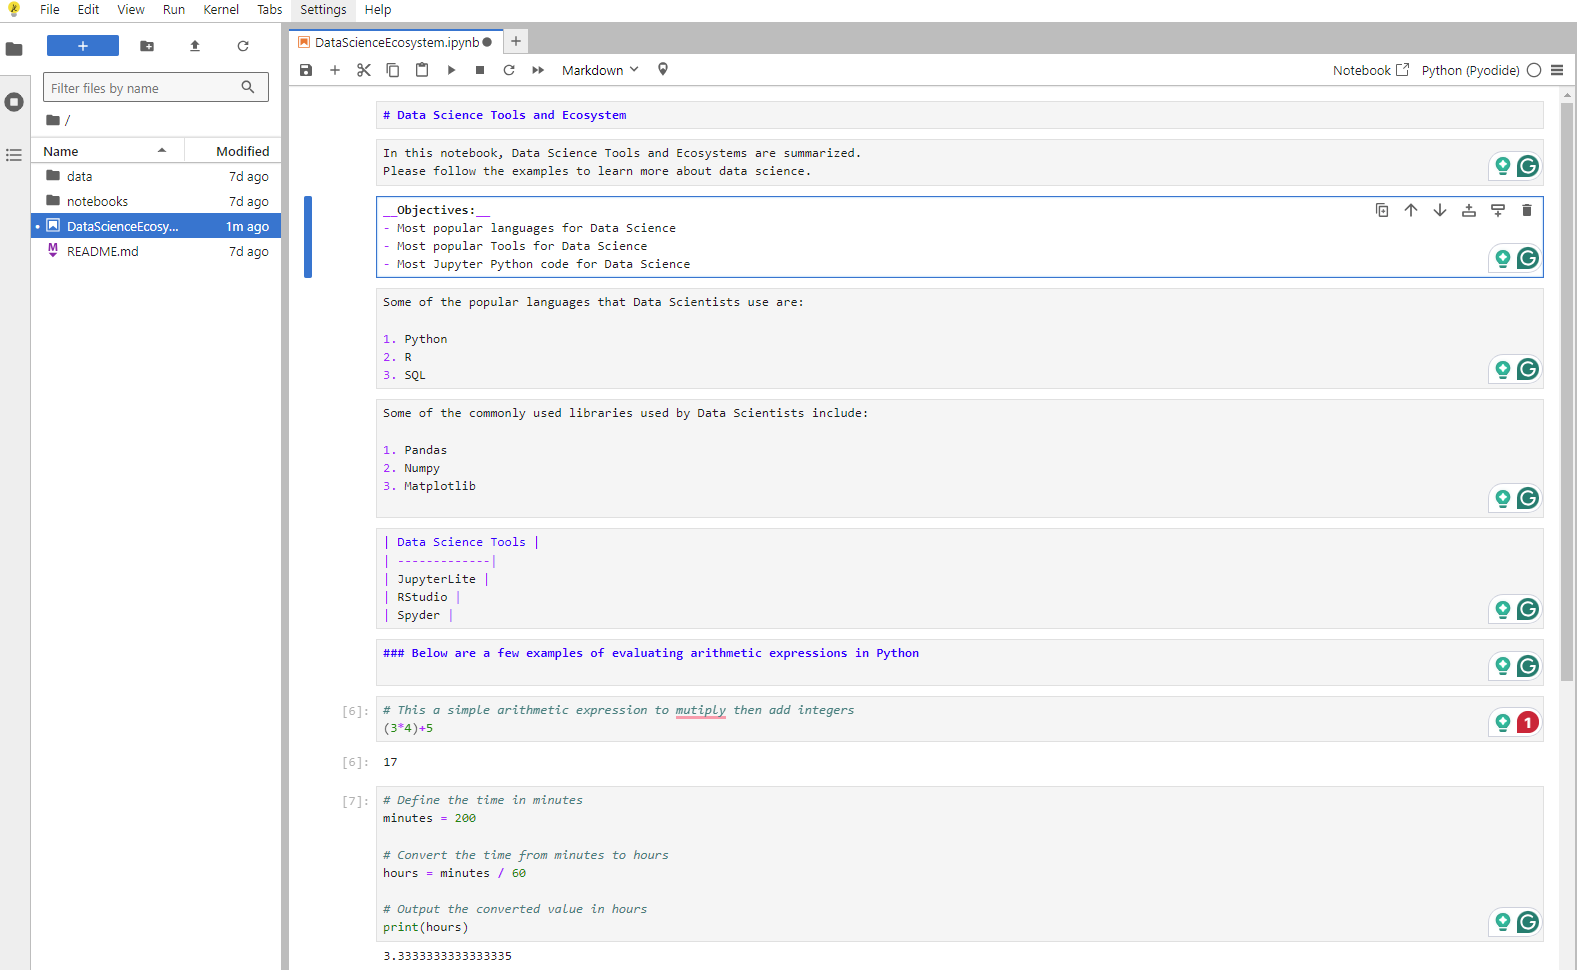 File Edit View Run Kernel Tabs Settings Help
DataScienceEcosystem.ipynb
Markdown
Notebook
Python (Pyodide)
Filter files by name
/
Name Modified
data 7d ago
notebooks 7d ago
DataScienceEcosy... 1m ago
README.md 7d ago
# Data Science Tools and Ecosystem
In this notebook, Data Science Tools and Ecosystems are summarized.
Please follow the examples to learn more about data science.
__Objectives:__
- Most popular languages for Data Science
- Most popular Tools for Data Science
- Most Jupyter Python code for Data Science
Some of the popular languages that Data Scientists use are:
1. Python
2. R
3. SQL
Some of the commonly used libraries used by Data Scientists include:
1. Pandas
2. Numpy
3. Matplotlib
| Data Science Tools |
| -------------|
| JupyterLite |
| RStudio |
| Spyder |
### Below are a few examples of evaluating arithmetic expressions in Python
[6]: # This a simple arithmetic expression to mutiply then add integers
(3*4)+5
1
[6]: 17
[7]: # Define the time in minutes
minutes = 200
# Convert the time from minutes to hours
hours = minutes / 60
# Output the converted value in hours
print(hours)
3.3333333333333335